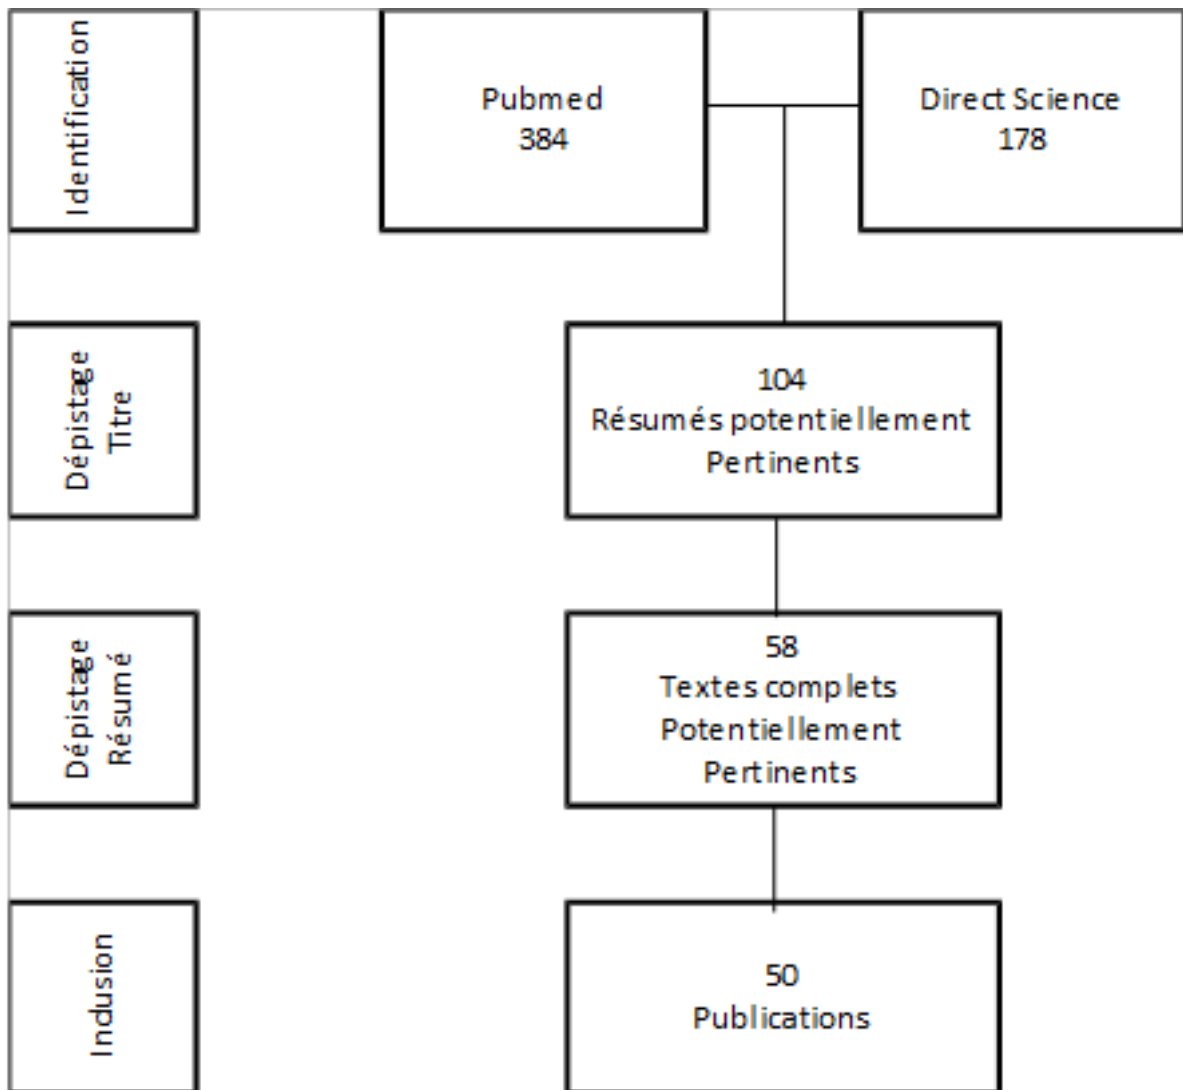 Identification
Pubmed
384
Direct Science
178
Dépistage
Titre
104
Résumés potentiellement
Pertinents
Dépistage
Résumé
58
Textes complets
Potentiellement
Pertinents
Inclusion
50
Publications